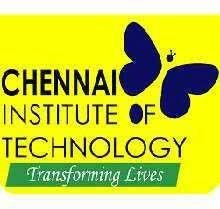 CHENNAI
INSTITUTE OF
TECHNOLOGY
Transforming Lives